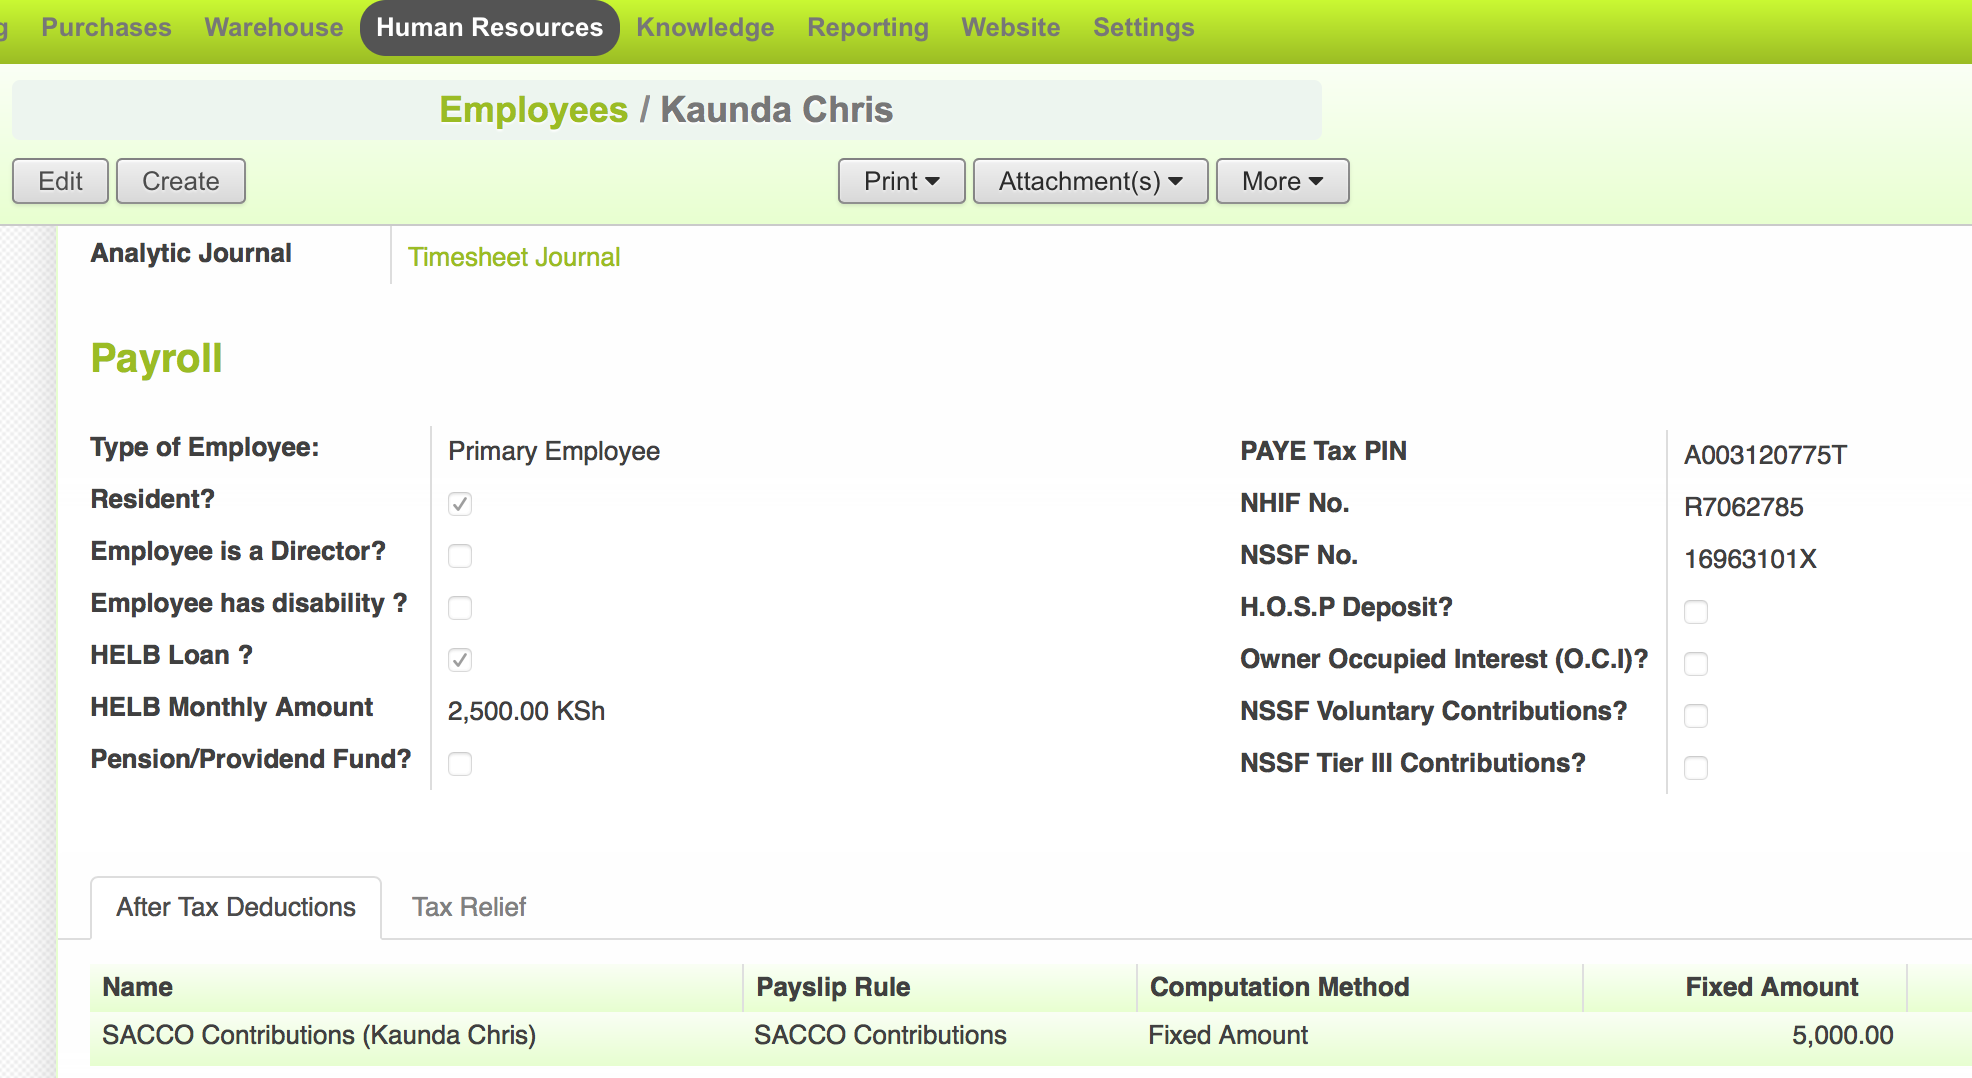 g Purchases Warehouse Human Resources Knowledge Reporting Website Settings
Employees / Kaunda Chris
Edit Create Print Attachment(s) More
Analytic Journal Timesheet Journal
Payroll
Type of Employee: Primary Employee
Resident?
Employee is a Director?
Employee has disability ?
HELB Loan ?
HELB Monthly Amount 2,500.00 KSh
Pension/Providend Fund?
PAYE Tax PIN A003120775T
NHIF No. R7062785
NSSF No. 16963101X
H.O.S.P Deposit?
Owner Occupied Interest (O.C.I)?
NSSF Voluntary Contributions?
NSSF Tier III Contributions?
After Tax Deductions Tax Relief
Name Payslip Rule Computation Method Fixed Amount
SACCO Contributions (Kaunda Chris) SACCO Contributions Fixed Amount 5,000.00